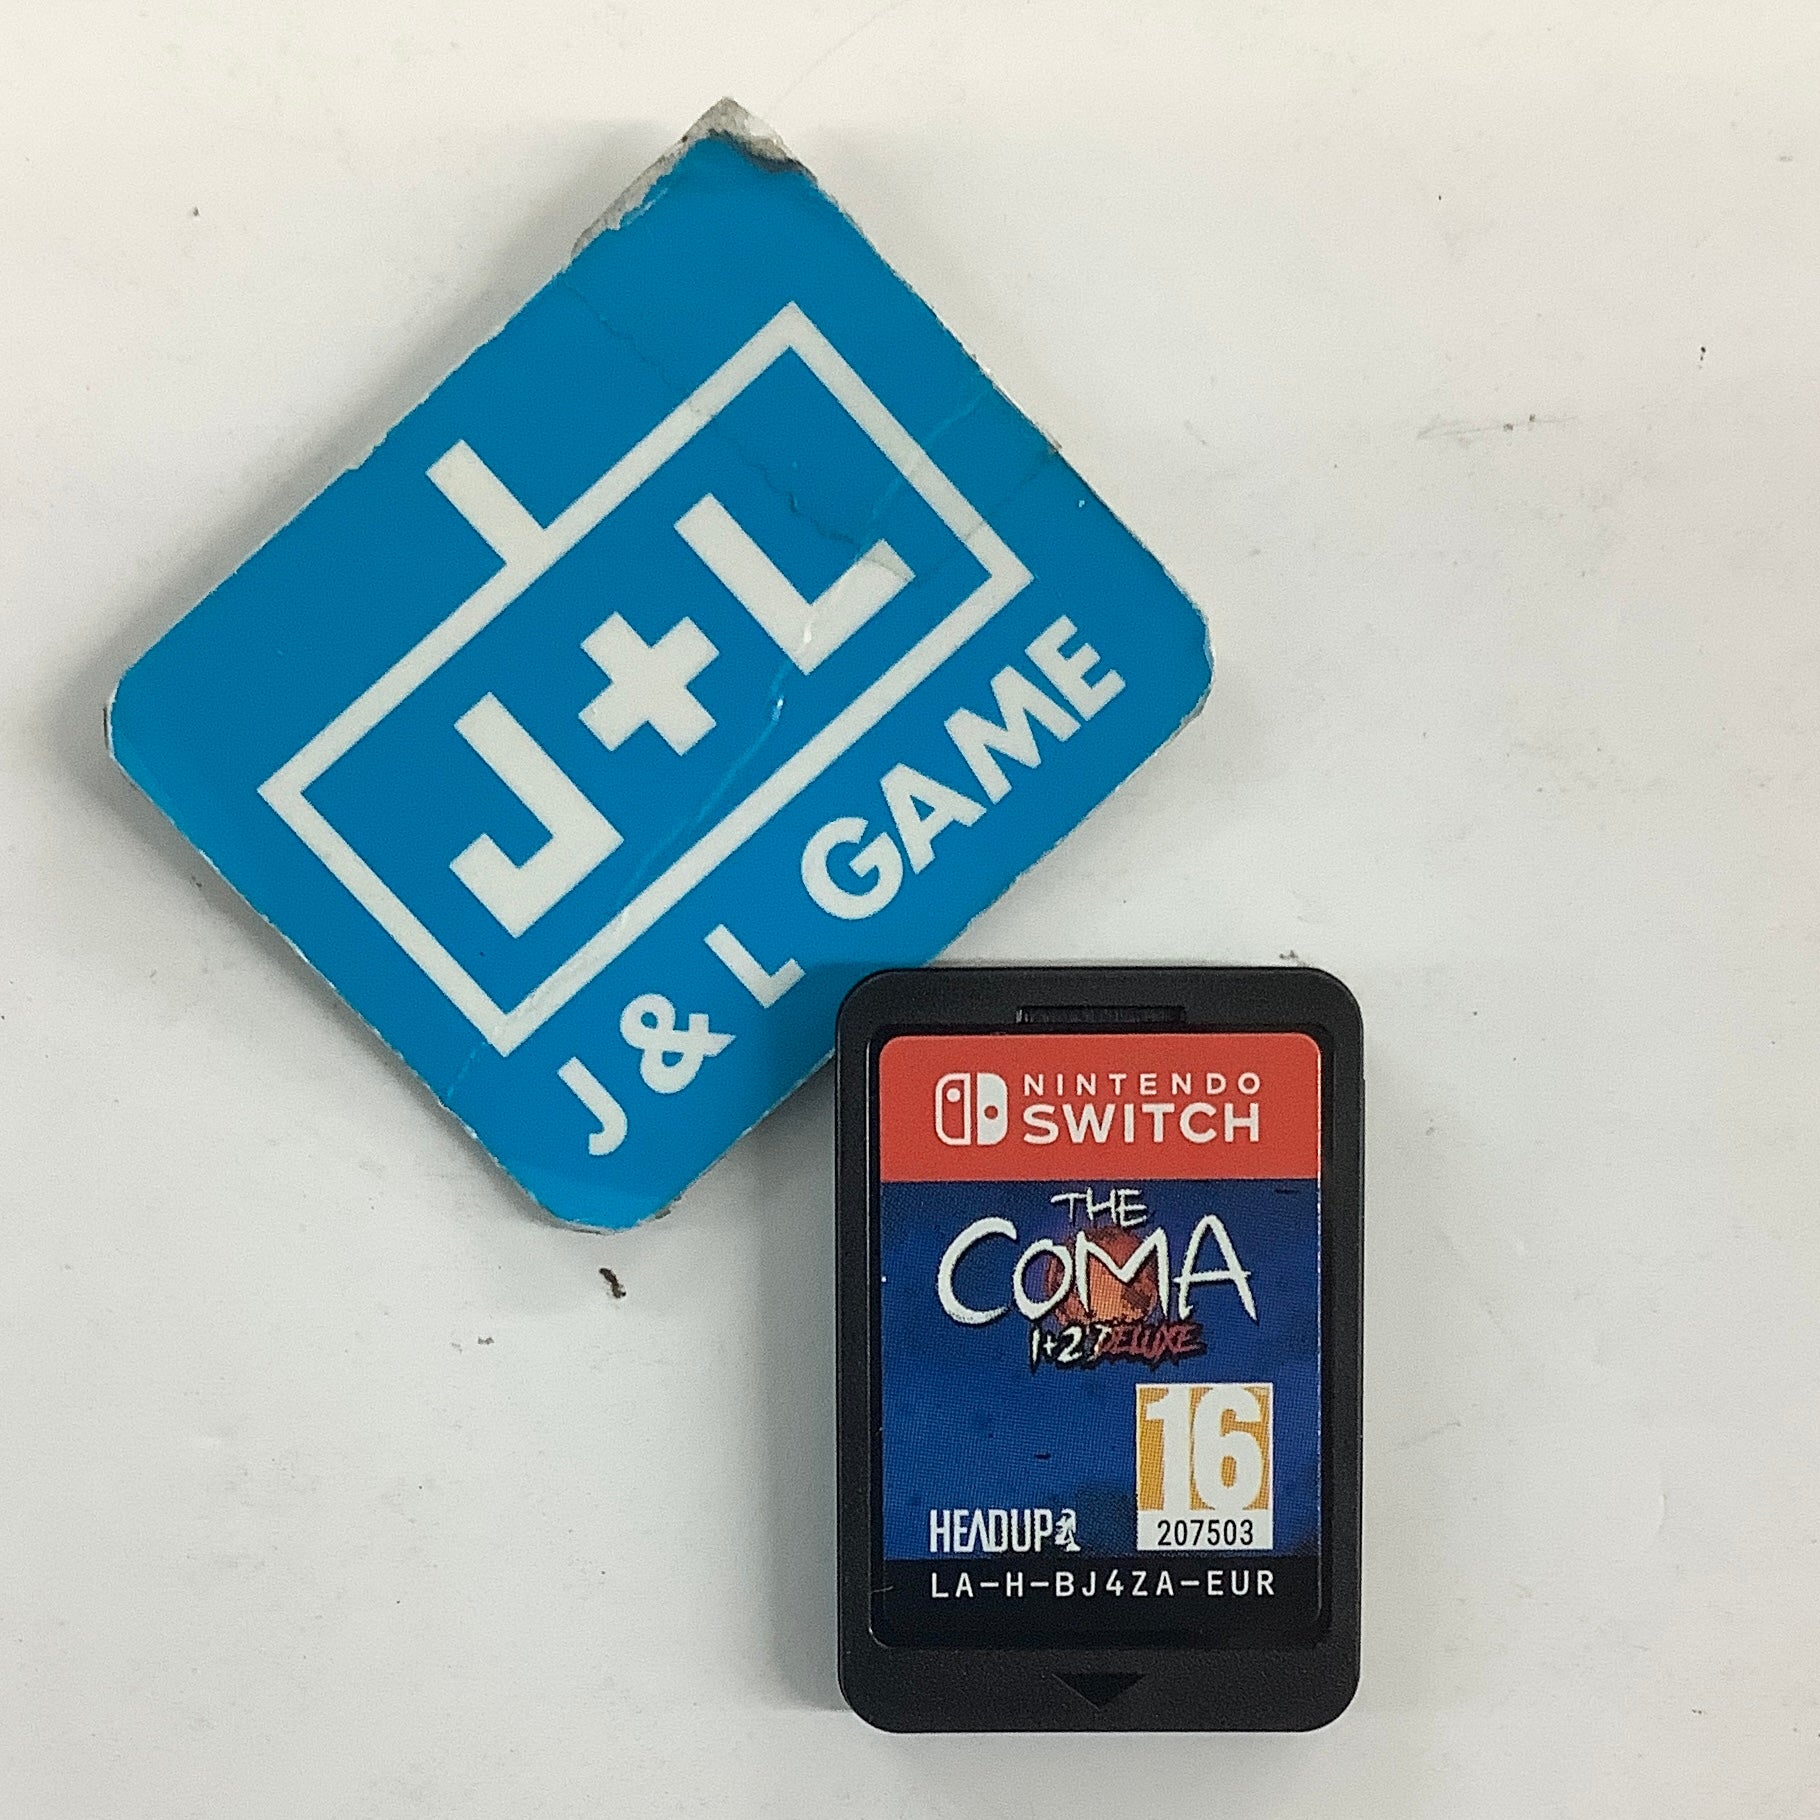 J+L
J & L GAME
NINTENDO
SWITCH
THE
COMA
1+2 DELUXE
16
207503
HEADUP
LA-H-BJ4ZA-EUR